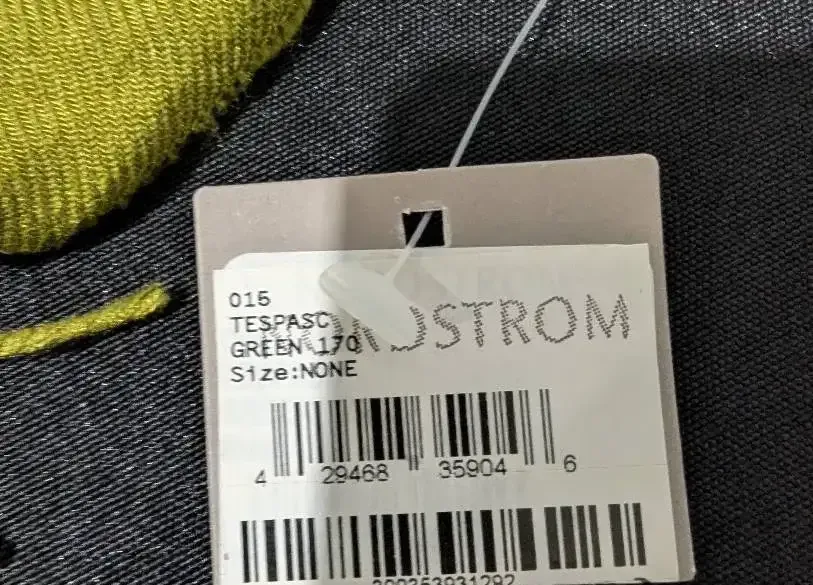 015
TESPASC
NORDSTROM
GREEN 170
Size:NONE
4 29468 35904 6